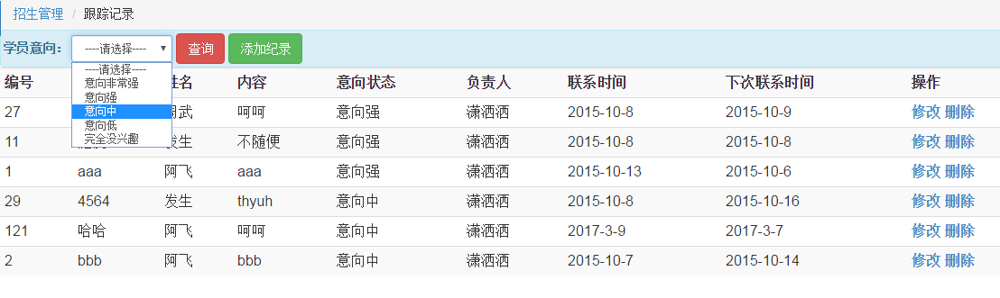 招生管理 / 跟踪记录
学员意向: ----请选择---- 查询 添加纪录
----请选择----
意向非常强
意向强
意向中
意向低
完全没兴趣
编号 姓名 内容 意向状态 负责人 联系时间 下次联系时间 操作
27 周武 呵呵 意向强 潇洒洒 2015-10-8 2015-10-9 修改 删除
11 发生 不随便 意向强 潇洒洒 2015-10-8 2015-10-8 修改 删除
1 aaa 阿飞 aaa 意向强 潇洒洒 2015-10-13 2015-10-6 修改 删除
29 4564 发生 thyuh 意向中 潇洒洒 2015-10-8 2015-10-16 修改 删除
121 哈哈 阿飞 呵呵 意向中 潇洒洒 2017-3-9 2017-3-7 修改 删除
2 bbb 阿飞 bbb 意向中 潇洒洒 2015-10-7 2015-10-14 修改 删除